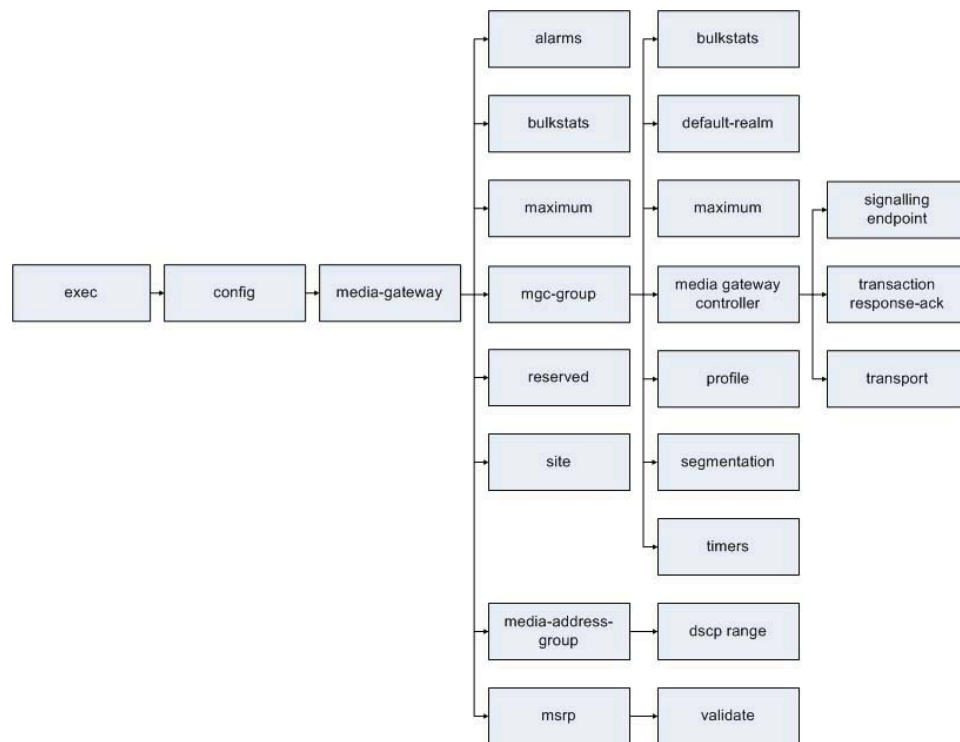 alarms
bulkstats
bulkstats
default-realm
maximum
maximum
signalling
endpoint
exec
config
media-gateway
mgc-group
media gateway
controller
transaction
response-ack
reserved
profile
transport
site
segmentation
timers
media-address-
group
dscp range
msrp
validate